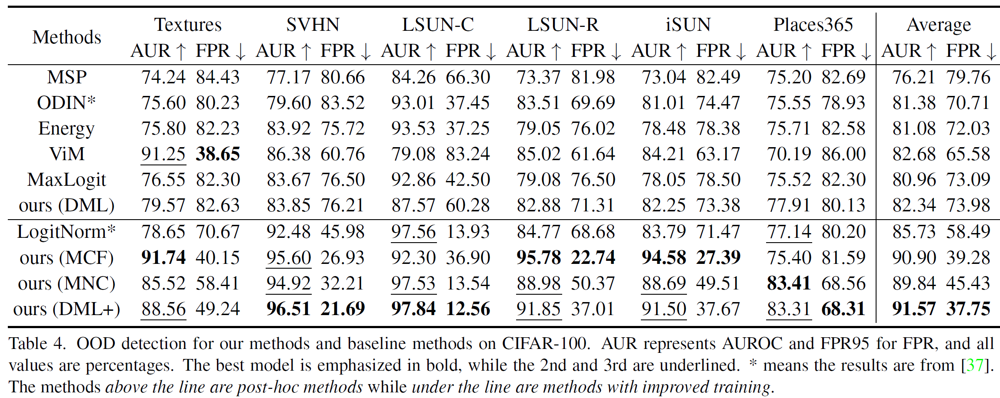 Methods Textures SVHN LSUN-C LSUN-R iSUN Places365 Average
AUR ↑ FPR ↓ AUR ↑ FPR ↓ AUR ↑ FPR ↓ AUR ↑ FPR ↓ AUR ↑ FPR ↓ AUR ↑ FPR ↓ AUR ↑ FPR ↓
MSP 74.24 84.43 77.17 80.66 84.26 66.30 73.37 81.98 73.04 82.49 75.20 82.69 76.21 79.76
ODIN* 75.60 80.23 79.60 83.52 93.01 37.45 83.51 69.69 81.01 74.47 75.55 78.93 81.38 70.71
Energy 75.80 82.23 83.92 75.72 93.53 37.25 79.05 76.02 78.48 78.38 75.71 82.58 81.08 72.03
ViM 91.25 38.65 86.38 60.76 79.08 83.24 85.02 61.64 84.21 63.17 70.19 86.00 82.68 65.58
MaxLogit 76.55 82.30 83.67 76.50 92.86 42.50 79.08 76.50 78.05 78.50 75.52 82.30 80.96 73.09
ours (DML) 79.57 82.63 83.85 76.21 87.57 60.28 82.88 71.31 82.25 73.38 77.91 80.13 82.34 73.98
LogitNorm* 78.65 70.67 92.48 45.98 97.56 13.93 84.77 68.68 83.79 71.47 77.14 80.20 85.73 58.49
ours (MCF) 91.74 40.15 95.60 26.93 92.30 36.90 95.78 22.74 94.58 27.39 75.40 81.59 90.90 39.28
ours (MNC) 85.52 58.41 94.92 32.21 97.53 13.54 88.98 50.37 88.69 49.51 83.41 68.56 89.84 45.43
ours (DML+) 88.56 49.24 96.51 21.69 97.84 12.56 91.85 37.01 91.50 37.67 83.31 68.31 91.57 37.75
Table 4. OOD detection for our methods and baseline methods on CIFAR-100. AUR represents AUROC and FPR95 for FPR, and all
values are percentages. The best model is emphasized in bold, while the 2nd and 3rd are underlined. * means the results are from [37].
The methods above the line are post-hoc methods while under the line are methods with improved training.